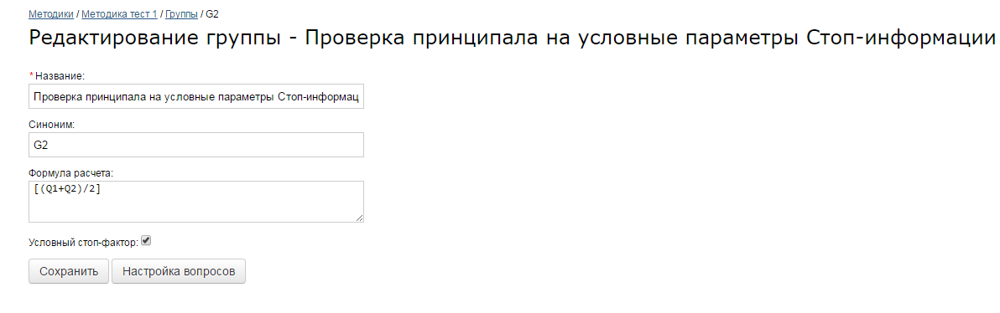 Методики / Методика тест 1 / Группы / G2
Редактирование группы - Проверка принципала на условные параметры Стоп-информации
* Название:
Проверка принципала на условные параметры Стоп-информац
Синоним:
G2
Формула расчета:
[(Q1+Q2)/2]
Условный стоп-фактор:
Сохранить Настройка вопросов